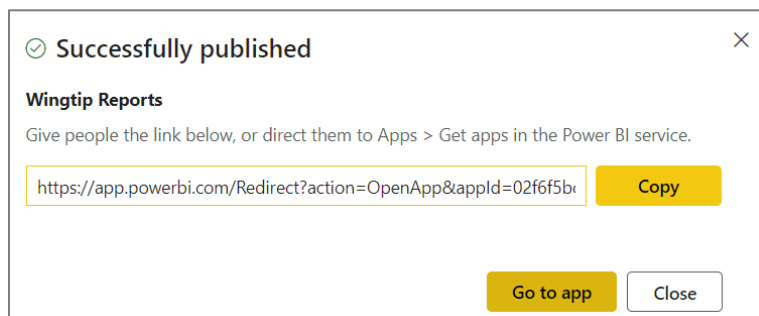 Successfully published
Wingtip Reports
Give people the link below, or direct them to Apps > Get apps in the Power BI service.
https://app.powerbi.com/Redirect?action=OpenApp&appId=02f6f5b
Copy
Go to app
Close